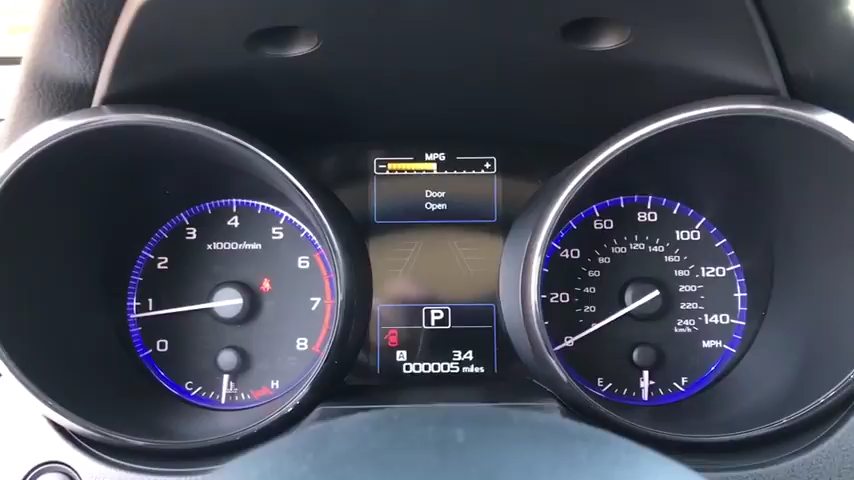 MPG
- +
Door
Open
P
A 3.4
000005 miles
0 1 2 3 4 5 6 7 8
x1000r/min
C H
0 20 40 60 80 100 120 140
MPH
20 40 60 80 100 120 140 160 180 200 220 240
km/h
E F